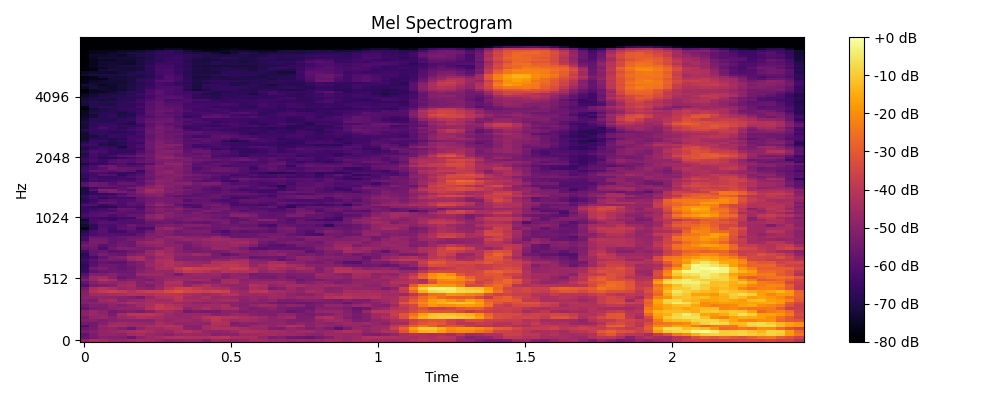 Mel Spectrogram
+0 dB
-10 dB
-20 dB
-30 dB
-40 dB
-50 dB
-60 dB
-70 dB
-80 dB
Hz
4096
2048
1024
512
0
0 0.5 1 1.5 2
Time